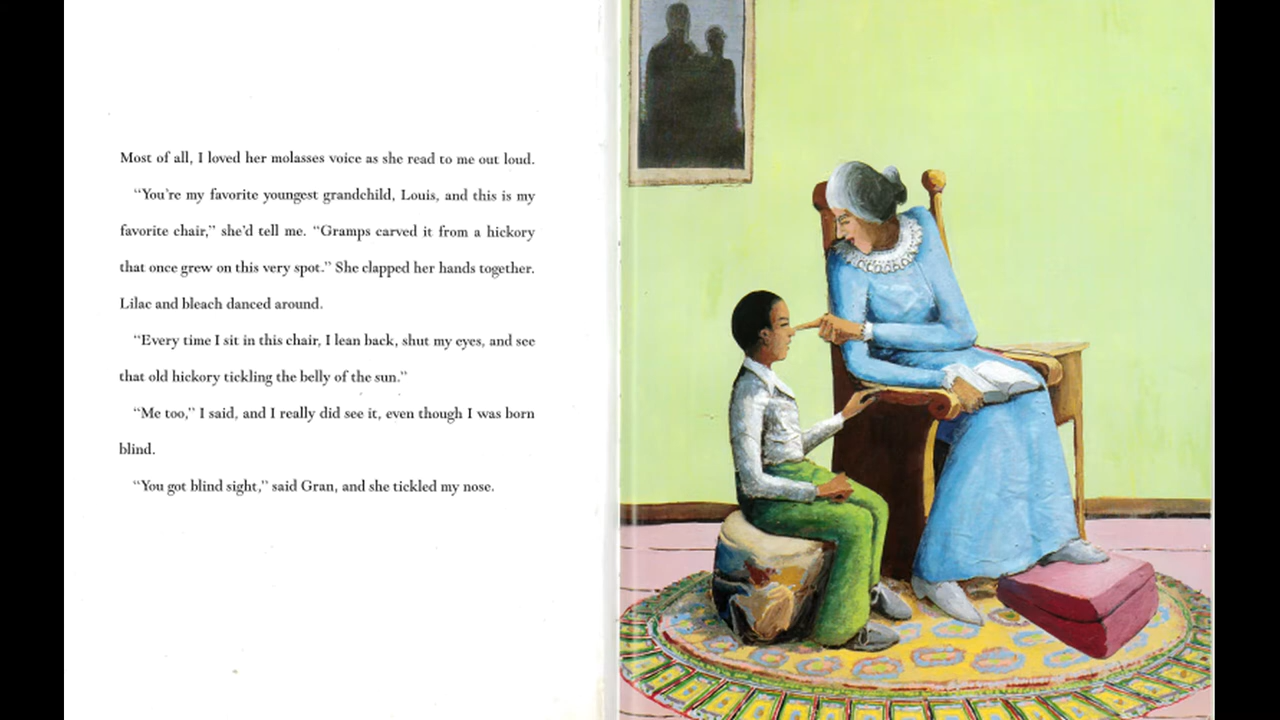 Most of all, I loved her molasses voice as she read to me out loud.
“You’re my favorite youngest grandchild, Louis, and this is my
favorite chair,” she’d tell me. “Gramps carved it from a hickory
that once grew on this very spot.” She clapped her hands together.
Lilac and bleach danced around.
“Every time I sit in this chair, I lean back, shut my eyes, and see
that old hickory tickling the belly of the sun.”
“Me too,” I said, and I really did see it, even though I was born
blind.
“You got blind sight,” said Gran, and she tickled my nose.